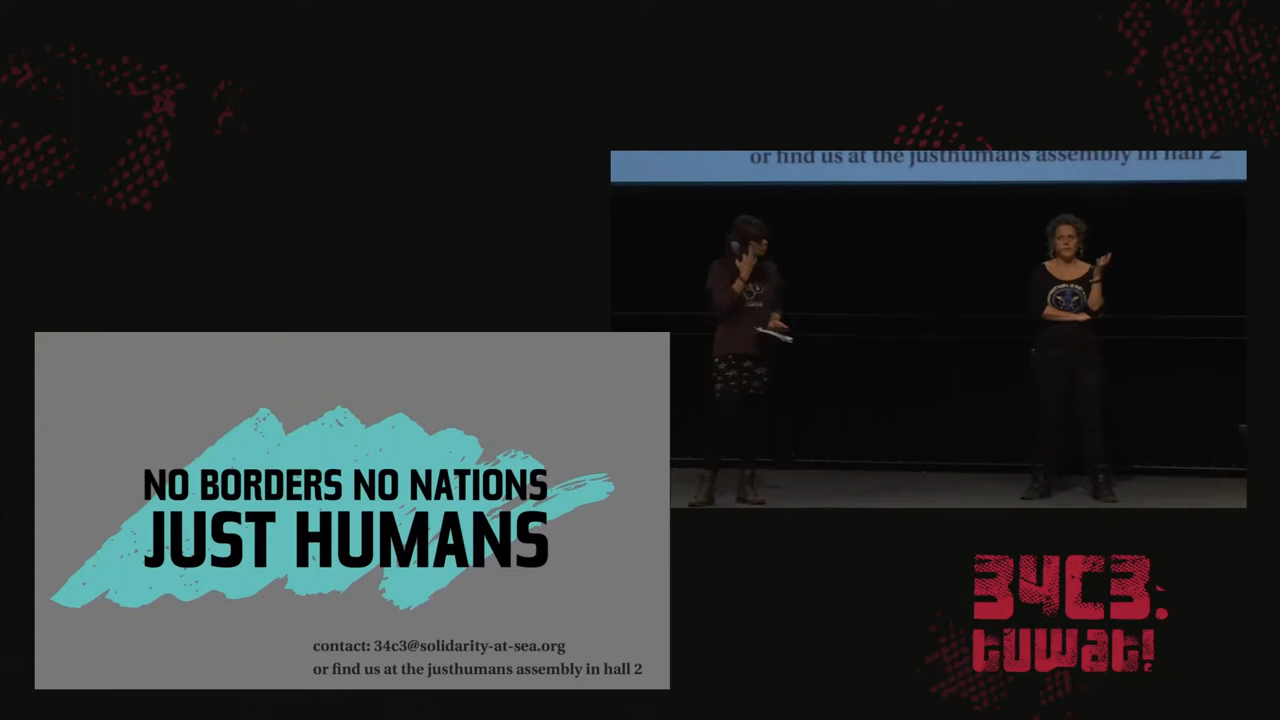 or find us at the justhumans assembly in hall 2
NO BORDERS NO NATIONS
JUST HUMANS
contact: 34c3@solidarity-at-sea.org
or find us at the justhumans assembly in hall 2
34C3.
tuwat!